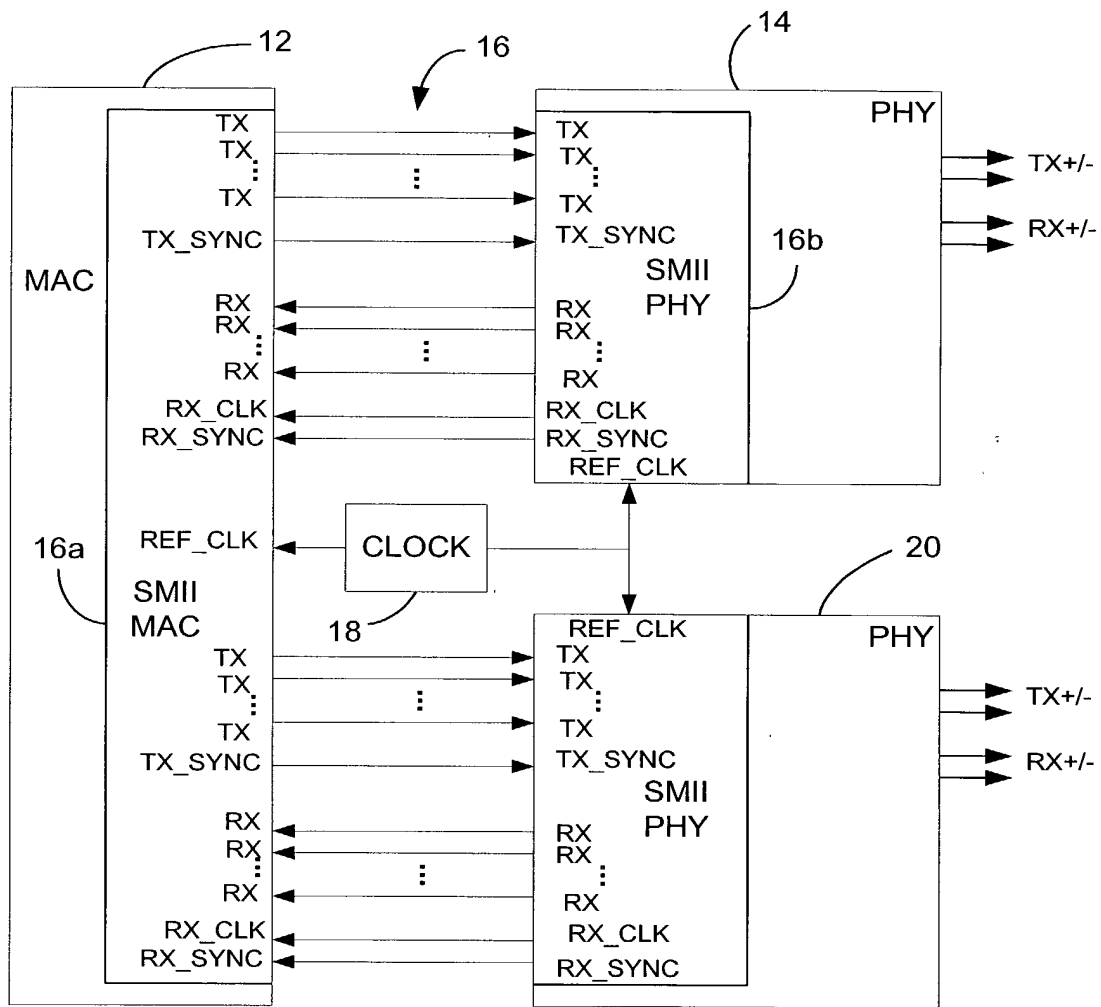 12
16
14
PHY
TX
TX
TX
TX_SYNC
MAC
RX
RX
RX
RX_CLK
RX_SYNC
REF_CLK
16a
SMII
MAC
TX
TX
TX
TX_SYNC
RX
RX
RX
RX_CLK
RX_SYNC
TX
TX
TX
TX_SYNC
SMII
PHY
16b
RX
RX
RX
RX_CLK
RX_SYNC
REF_CLK
TX+/-
RX+/-
CLOCK
18
20
PHY
REF_CLK
TX
TX
TX
TX_SYNC
SMII
PHY
RX
RX
RX
RX_CLK
RX_SYNC
TX+/-
RX+/-